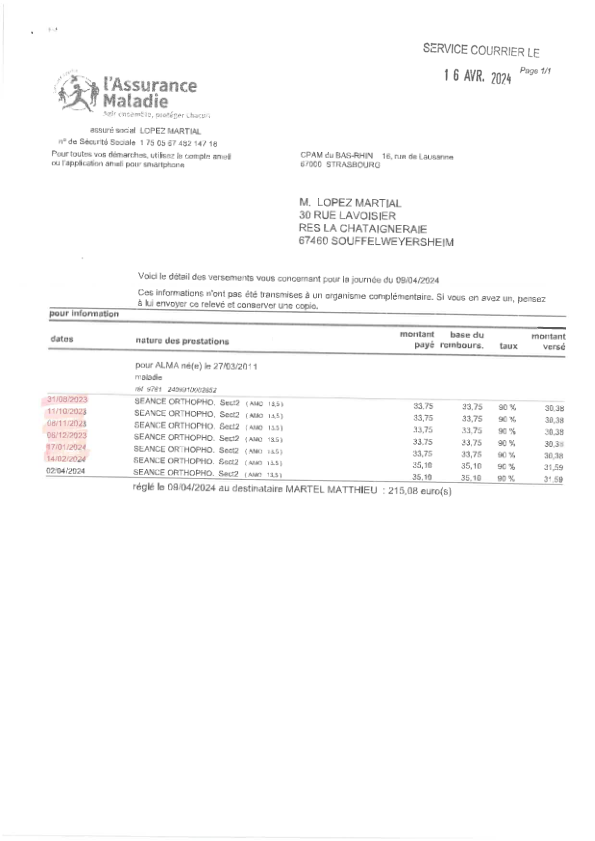 SERVICE COURRIER LE
16 AVR. 2024
Page 1/1
l'Assurance
Maladie
Agir ensemble, protéger chacun
assuré social LOPEZ MARTIAL
n° de Sécurité Sociale 1 75 05 67 482 147 18
Pour toutes vos démarches, utilisez le compte ameli
ou l'application ameli pour smartphone
CPAM du BAS-RHIN 16, rue de Lausanne
67000 STRASBOURG
M. LOPEZ MARTIAL
30 RUE LAVOISIER
RES LA CHATAIGNERAIE
67460 SOUFFELWEYERSHEIM
Voici le détail des versements vous concernant pour la journée du 09/04/2024
Ces informations n'ont pas été transmises à un organisme complémentaire. Si vous en avez un, pensez
à lui envoyer ce relevé et conserver une copie.
pour information
dates nature des prestations montant payé base du rembours. taux montant versé
pour ALMA né(e) le 27/03/2011
maladie
réf 9781
31/08/2023 SEANCE ORTHOPHO. Sect2 ( AMO 13,5 ) 33,75 33,75 90 % 30,38
11/10/2023 SEANCE ORTHOPHO. Sect2 ( AMO 13,5 ) 33,75 33,75 90 % 30,38
08/11/2023 SEANCE ORTHOPHO. Sect2 ( AMO 13,5 ) 33,75 33,75 90 % 30,38
06/12/2023 SEANCE ORTHOPHO. Sect2 ( AMO 13,5 ) 33,75 33,75 90 % 30,38
17/01/2024 SEANCE ORTHOPHO. Sect2 ( AMO 13,5 ) 33,75 33,75 90 % 30,38
14/02/2024 SEANCE ORTHOPHO. Sect2 ( AMO 13,5 ) 35,10 35,10 90 % 31,59
02/04/2024 SEANCE ORTHOPHO. Sect2 ( AMO 13,5 ) 35,10 35,10 90 % 31,59
réglé le 09/04/2024 au destinataire MARTEL MATTHIEU : 215,08 euro(s)